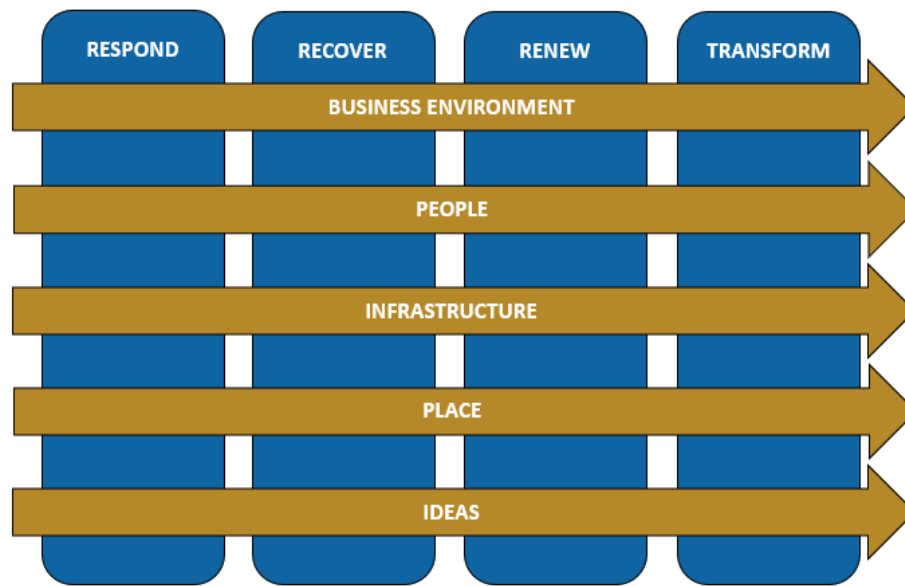 RESPOND
RECOVER
RENEW
TRANSFORM
BUSINESS ENVIRONMENT
PEOPLE
INFRASTRUCTURE
PLACE
IDEAS